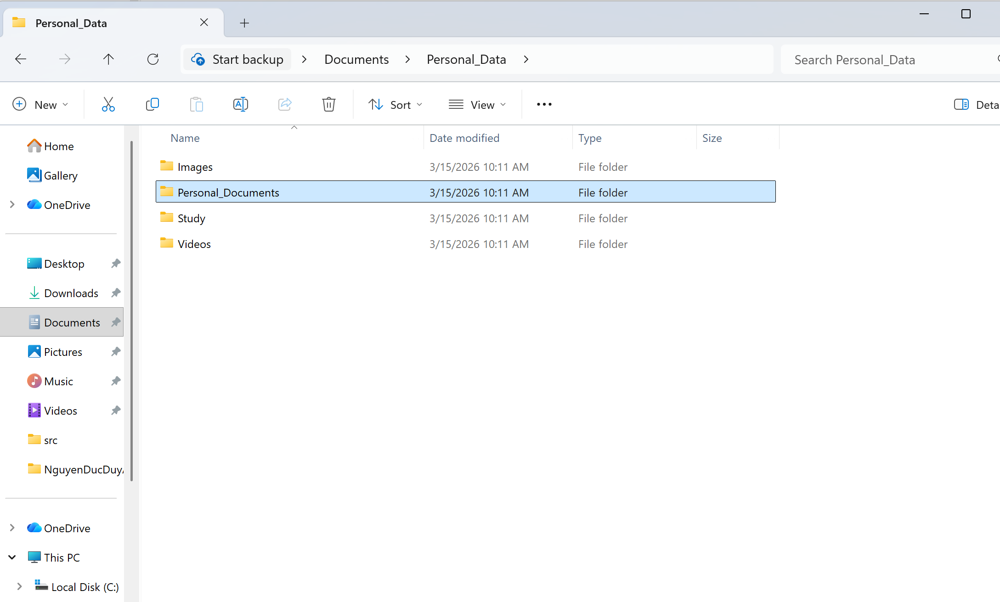 Personal_Data
Start backup > Documents > Personal_Data >
Search Personal_Data
New
Sort
View
Name Date modified Type Size
Images 3/15/2026 10:11 AM File folder
Personal_Documents 3/15/2026 10:11 AM File folder
Study 3/15/2026 10:11 AM File folder
Videos 3/15/2026 10:11 AM File folder
Home
Gallery
OneDrive
Desktop
Downloads
Documents
Pictures
Music
Videos
src
NguyenDucDuy
OneDrive
This PC
Local Disk (C:)